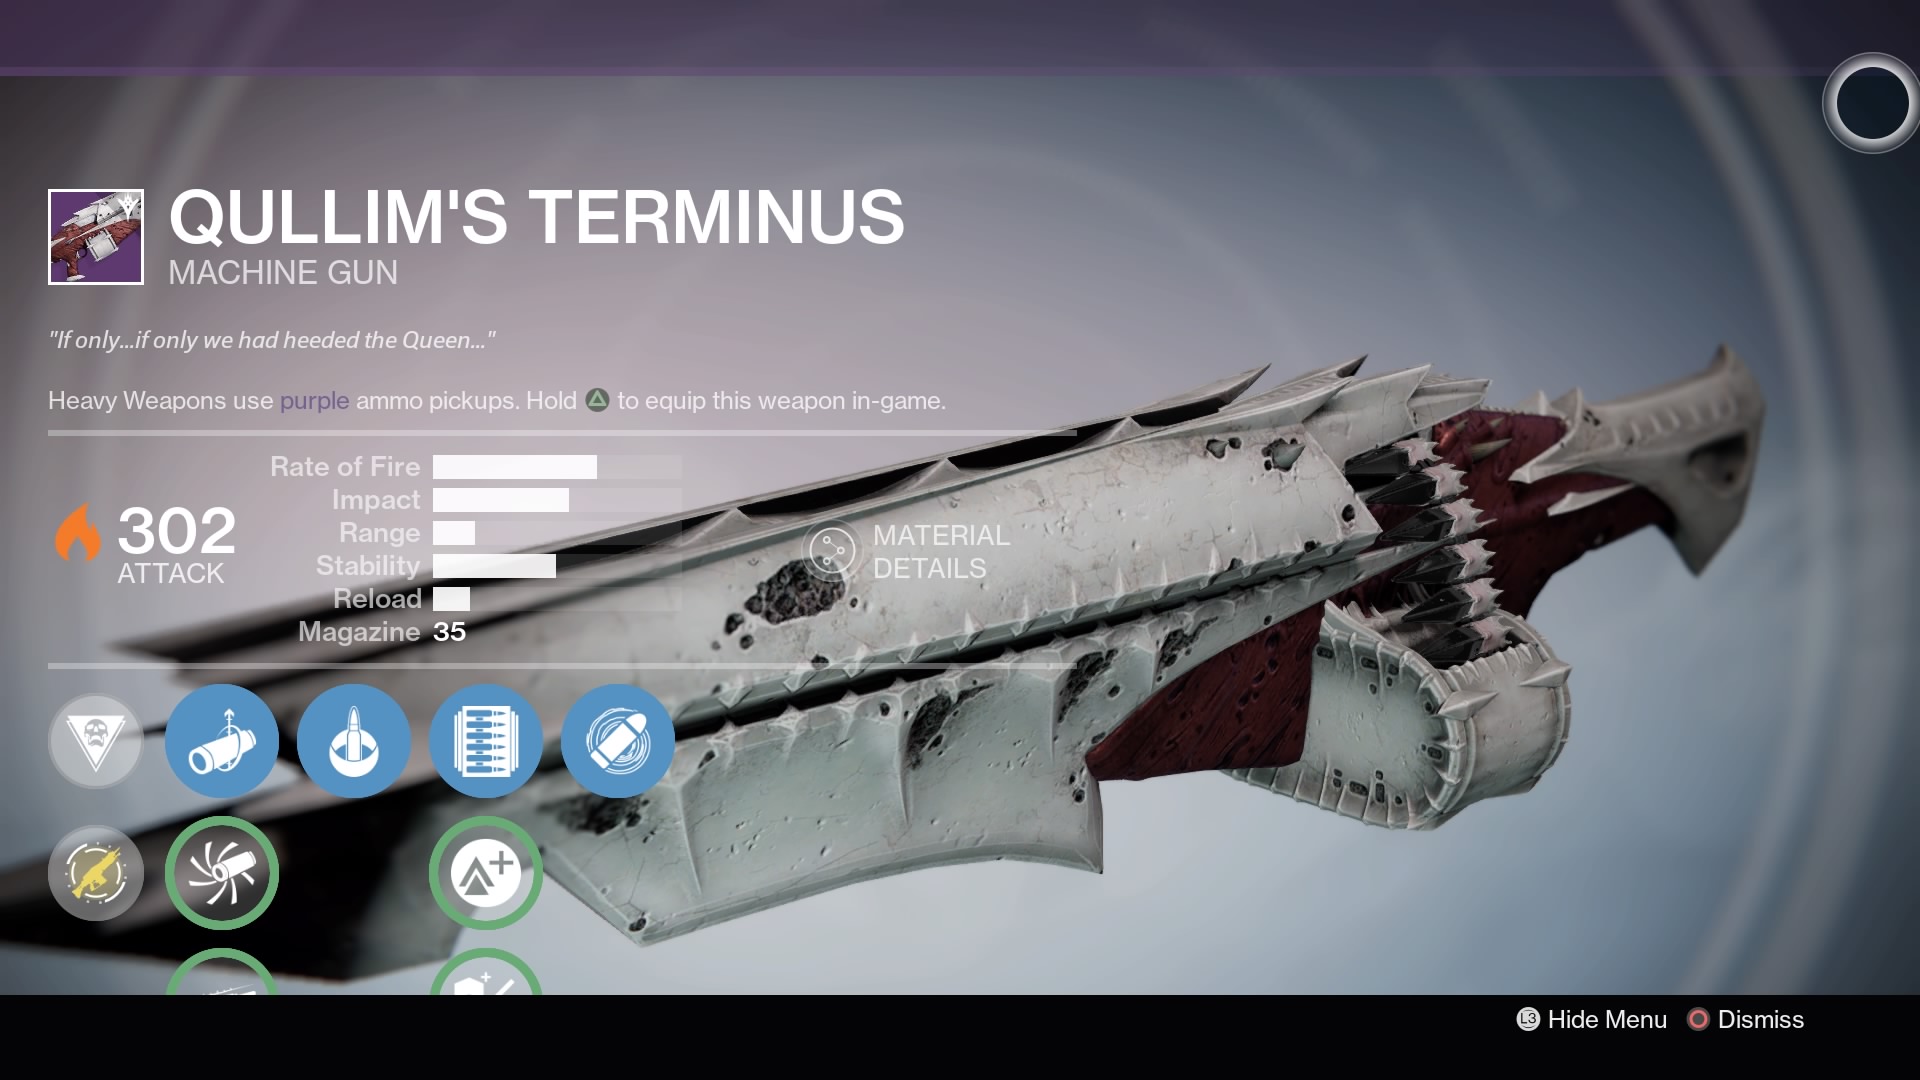 QULLIM'S TERMINUS
MACHINE GUN
"If only...if only we had heeded the Queen..."
Heavy Weapons use purple ammo pickups. Hold to equip this weapon in-game.
302
ATTACK
Rate of Fire
Impact
Range
Stability
Reload
Magazine 35
MATERIAL
DETAILS
L3 Hide Menu Dismiss